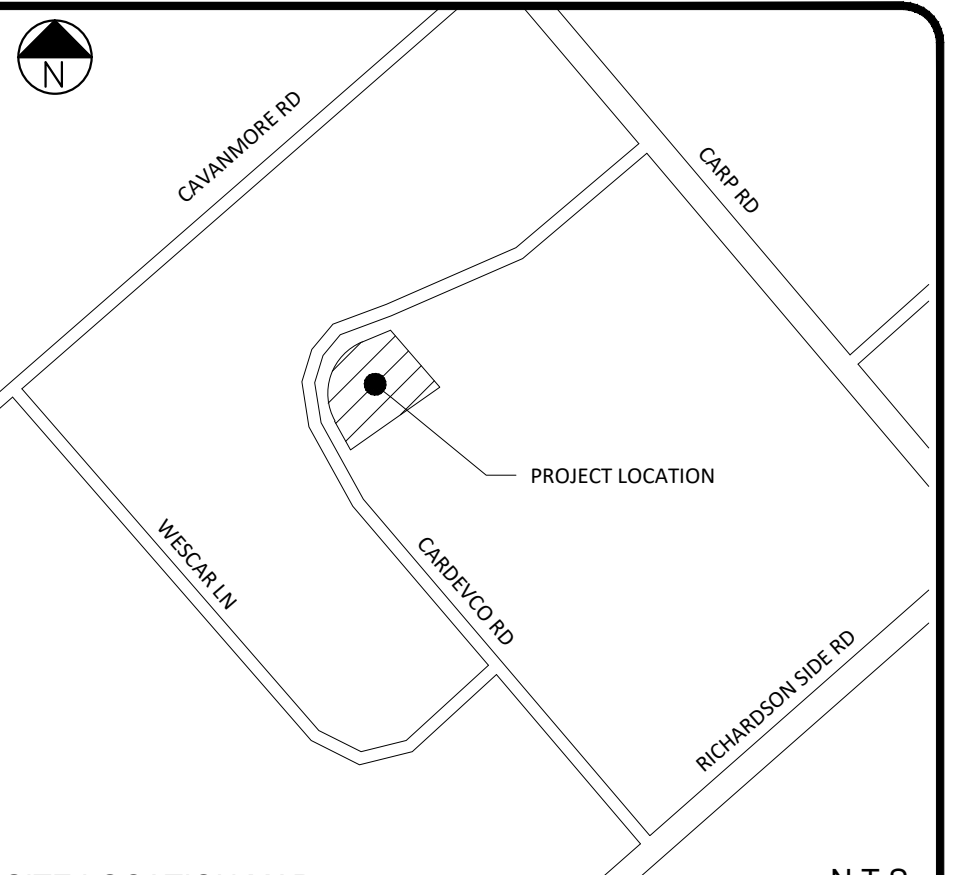 N
CAVANMORE RD
CARP RD
PROJECT LOCATION
WESCAR LN
CARDEVCO RD
RICHARDSON SIDE RD